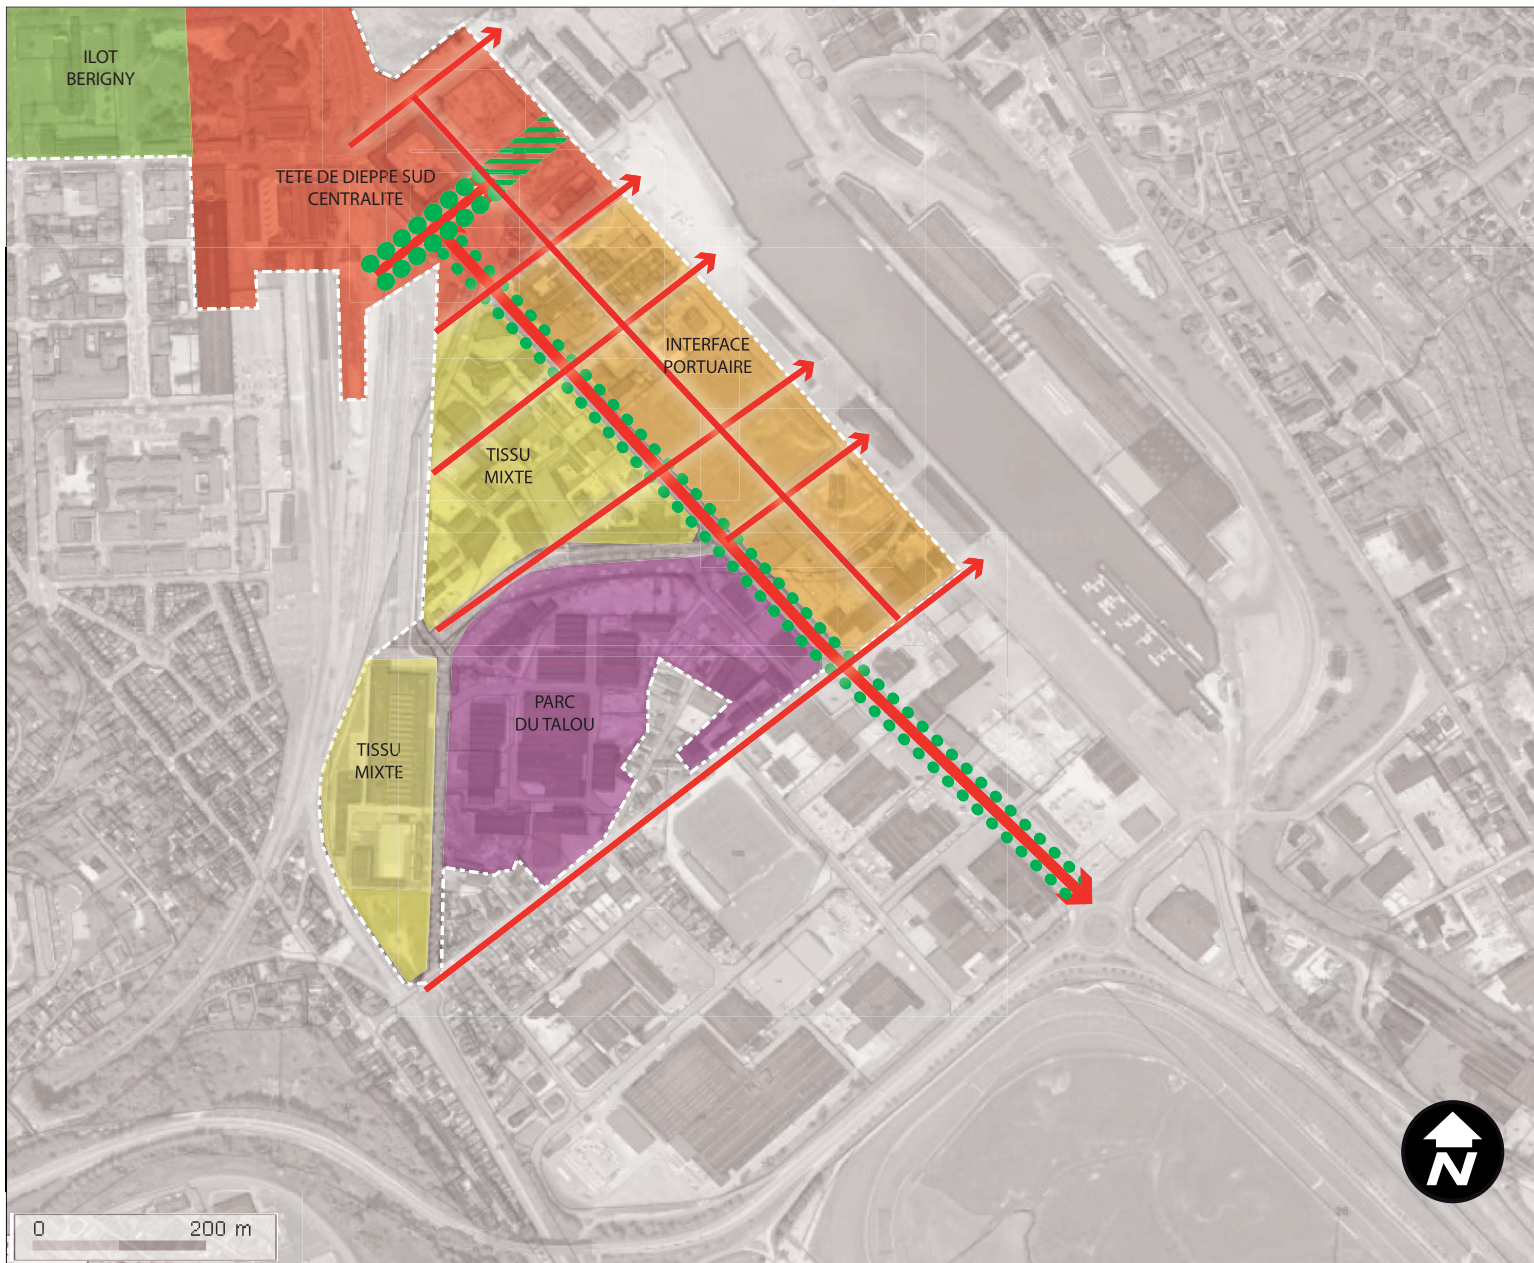 ILOT
BERIGNY
TETE DE DIEPPE SUD
CENTRALITE
INTERFACE
PORTUAIRE
TISSU
MIXTE
PARC
DU TALOU
TISSU
MIXTE
N
0 200 m